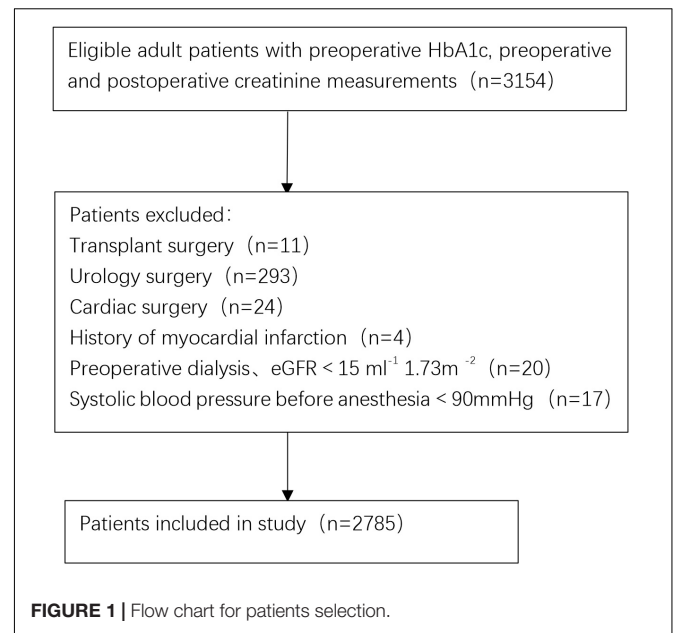 Eligible adult patients with preoperative HbA1c, preoperative
and postoperative creatinine measurements（n=3154）
Patients excluded：
Transplant surgery（n=11）
Urology surgery（n=293）
Cardiac surgery（n=24）
History of myocardial infarction（n=4）
Preoperative dialysis、eGFR < 15 ml⁻¹ 1.73m ⁻²（n=20）
Systolic blood pressure before anesthesia < 90mmHg（n=17）
Patients included in study（n=2785）
FIGURE 1 | Flow chart for patients selection.